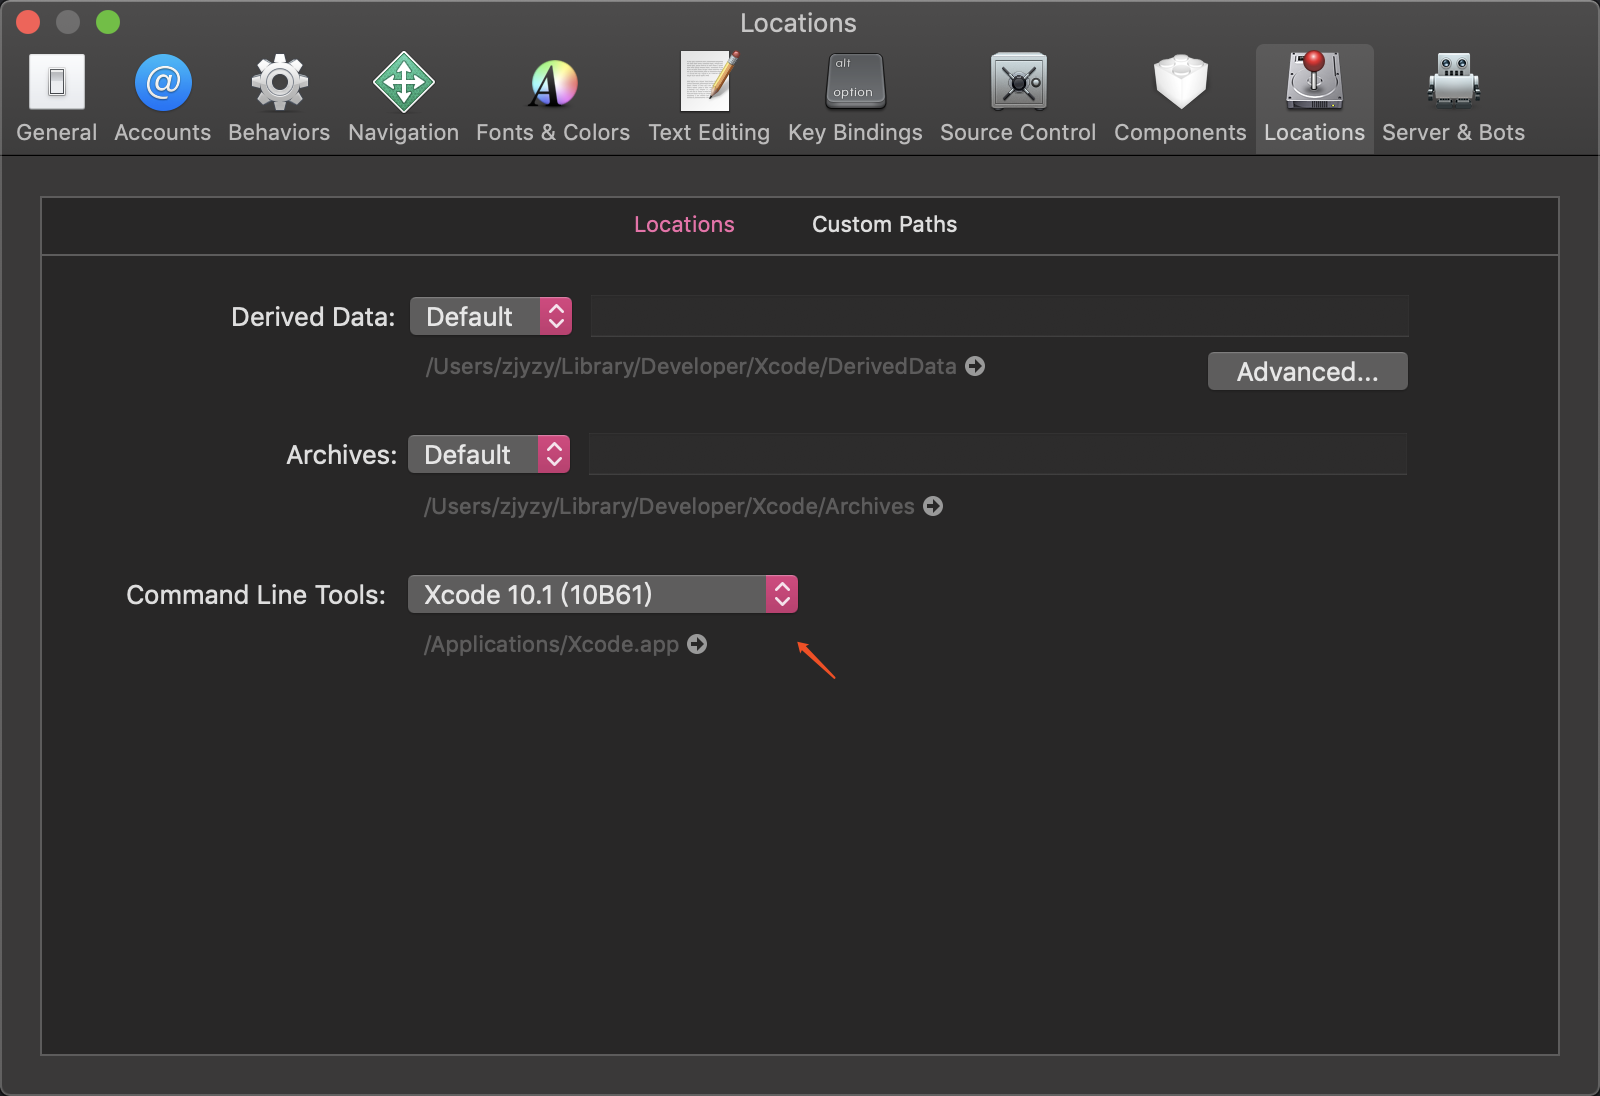 Locations
General Accounts Behaviors Navigation Fonts & Colors Text Editing alt option Key Bindings Source Control Components Locations Server & Bots
Locations Custom Paths
Derived Data: Default
/Users/zjyzy/Library/Developer/Xcode/DerivedData
Advanced...
Archives: Default
/Users/zjyzy/Library/Developer/Xcode/Archives
Command Line Tools: Xcode 10.1 (10B61)
/Applications/Xcode.app